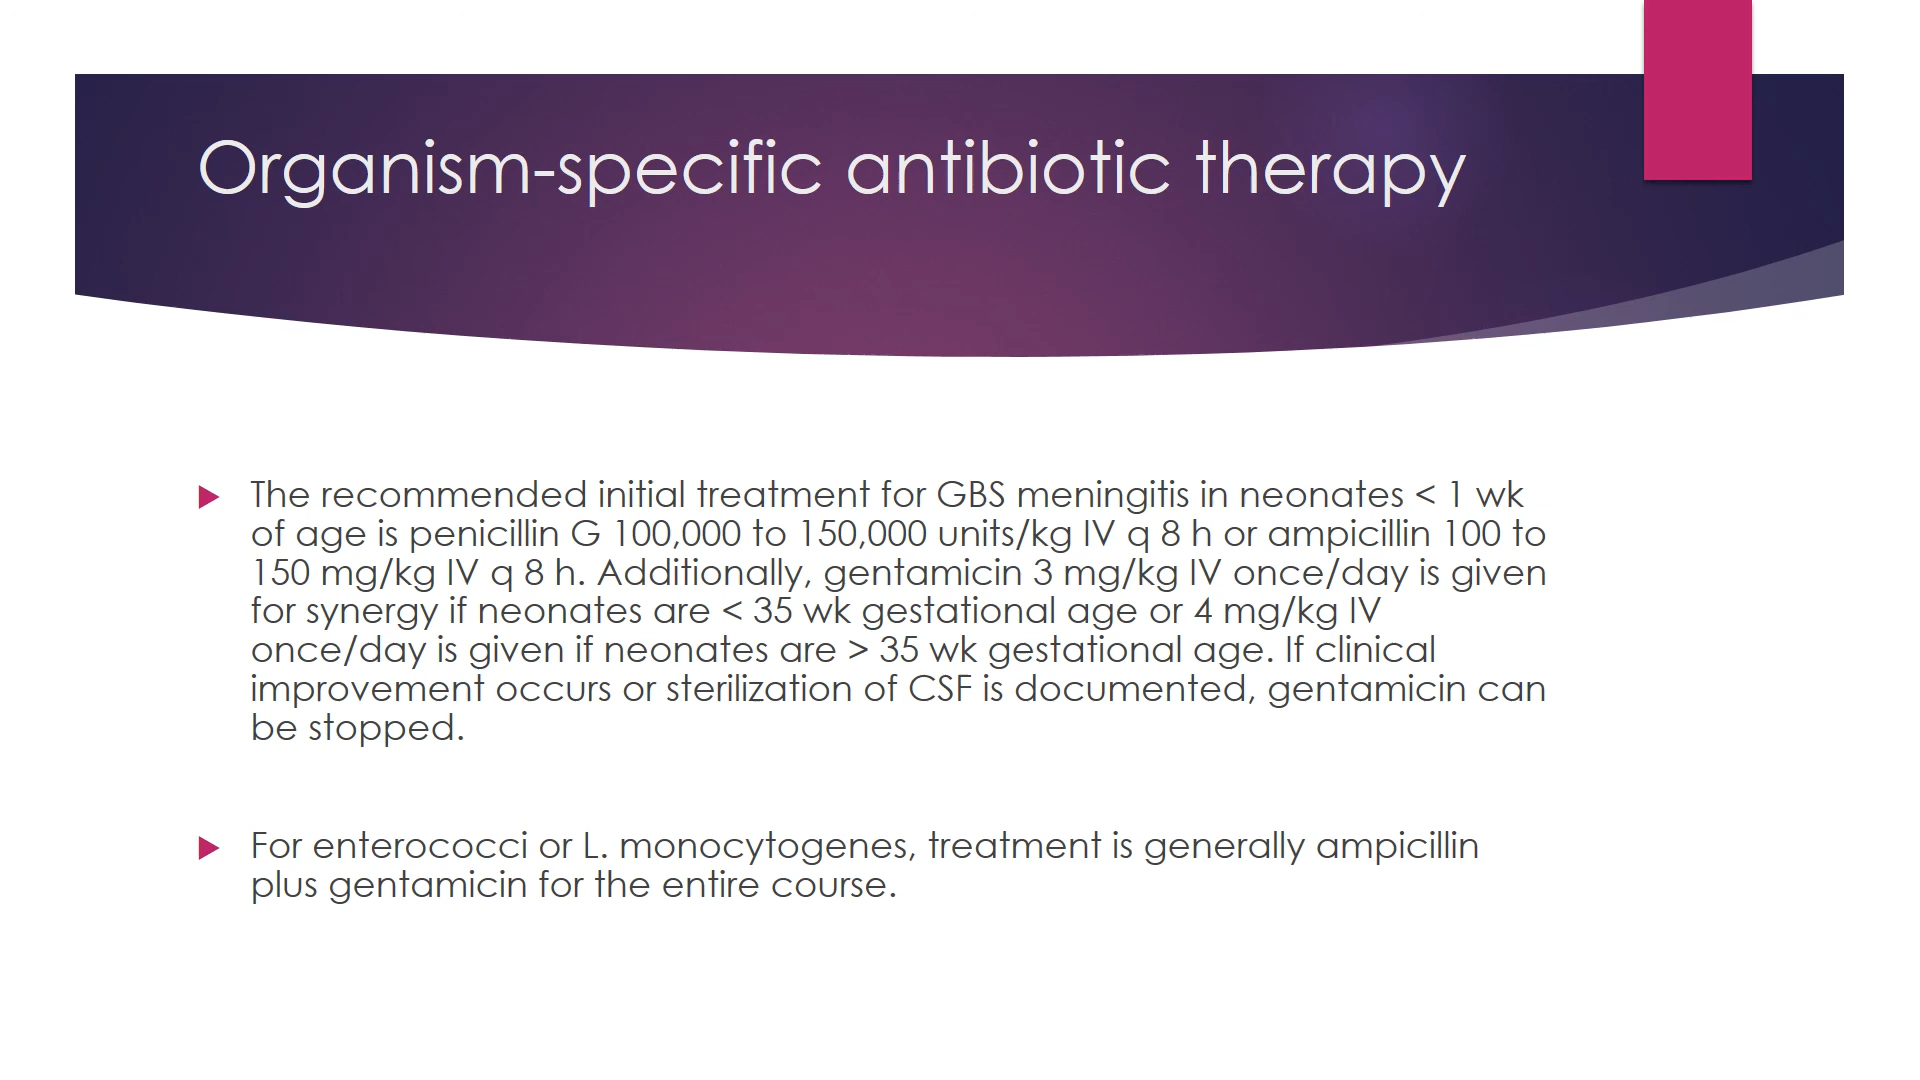 Organism-specific antibiotic therapy
The recommended initial treatment for GBS meningitis in neonates < 1 wk
of age is penicillin G 100,000 to 150,000 units/kg IV q 8 h or ampicillin 100 to
150 mg/kg IV q 8 h. Additionally, gentamicin 3 mg/kg IV once/day is given
for synergy if neonates are < 35 wk gestational age or 4 mg/kg IV
once/day is given if neonates are > 35 wk gestational age. If clinical
improvement occurs or sterilization of CSF is documented, gentamicin can
be stopped.
For enterococci or L. monocytogenes, treatment is generally ampicillin
plus gentamicin for the entire course.